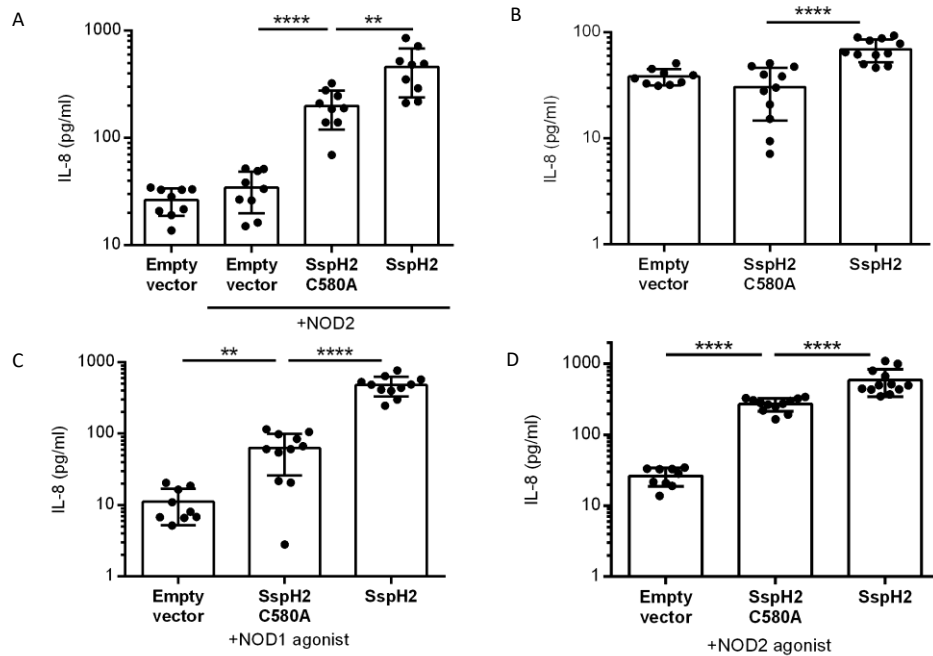 A
**** **
1000
100
10
IL-8 (pg/ml)
Empty vector
Empty vector
SspH2 C580A
SspH2
+NOD2
B
****
100
10
1
IL-8 (pg/ml)
Empty vector
SspH2 C580A
SspH2
C
** ****
1000
100
10
1
IL-8 (pg/ml)
Empty vector
SspH2 C580A
SspH2
+NOD1 agonist
D
**** ****
1000
100
10
1
IL-8 (pg/ml)
Empty vector
SspH2 C580A
SspH2
+NOD2 agonist